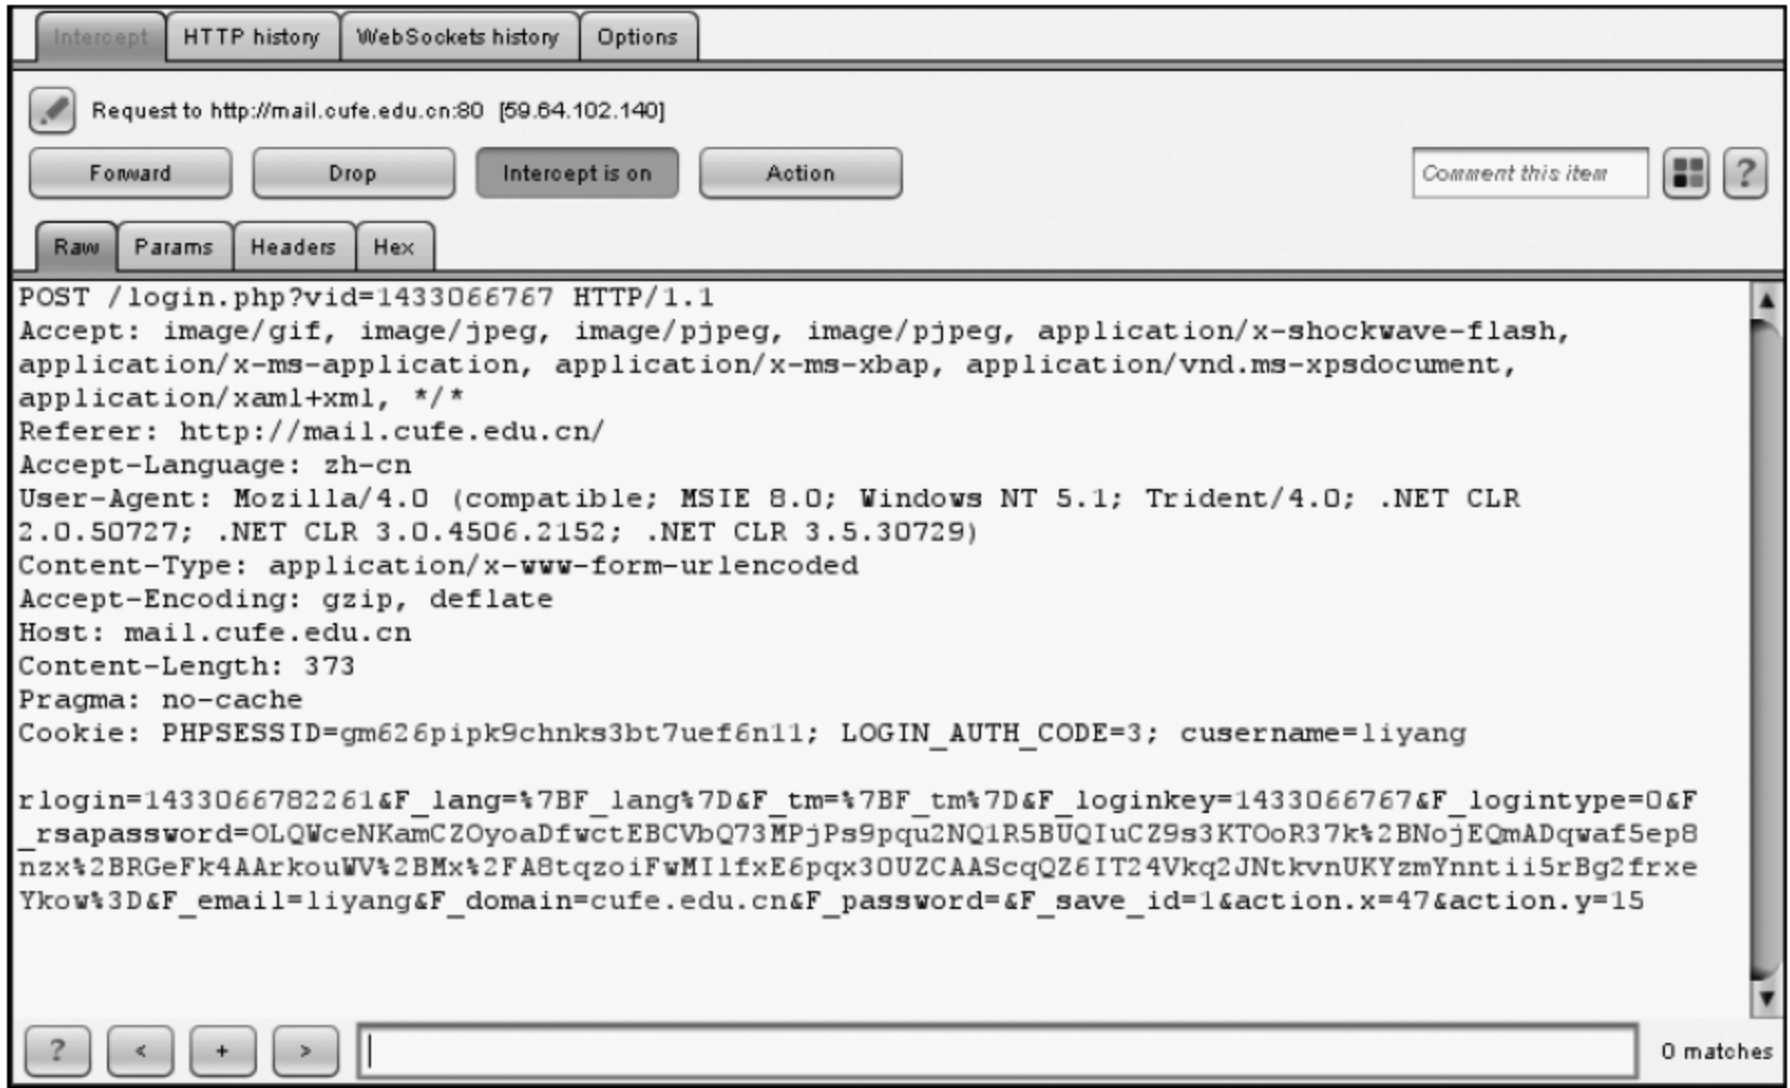 Intercept HTTP history WebSockets history Options
Request to http://mail.cufe.edu.cn:80 [59.64.102.140]
Forward Drop Intercept is on Action Comment this item ?
Raw Params Headers Hex
POST /login.php?vid=1433066767 HTTP/1.1
Accept: image/gif, image/jpeg, image/pjpeg, image/pjpeg, application/x-shockwave-flash,
application/x-ms-application, application/x-ms-xbap, application/vnd.ms-xpsdocument,
application/xaml+xml, */*
Referer: http://mail.cufe.edu.cn/
Accept-Language: zh-cn
User-Agent: Mozilla/4.0 (compatible; MSIE 8.0; Windows NT 5.1; Trident/4.0; .NET CLR
2.0.50727; .NET CLR 3.0.4506.2152; .NET CLR 3.5.30729)
Content-Type: application/x-www-form-urlencoded
Accept-Encoding: gzip, deflate
Host: mail.cufe.edu.cn
Content-Length: 373
Pragma: no-cache
Cookie: PHPSESSID=gm626pipk9chnks3bt7uef6n11; LOGIN_AUTH_CODE=3; cusername=liyang
rlogin=1433066782261&F_lang=%7BF_lang%7D&F_tm=%7BF_tm%7D&F_loginkey=1433066767&F_logintype=0&F
_rsapassword=OLQWceNKamCZOyoaDfwctEBCVbQ73MPjPs9pqu2NQ1R5BUQIuCZ9s3KTOoR37k%2BNojEQmADqwaf5ep8
nzx%2BRGeFk4AArkouWV%2BMx%2FA8tqzoiFwMIlfxE6pqx30UZCAAScqQZ6IT24Vkq2JNtkvnUKYzmYnntii5rBg2frxe
Ykow%3D&F_email=liyang&F_domain=cufe.edu.cn&F_password=&F_save_id=1&action.x=47&action.y=15
? < + > 0 matches